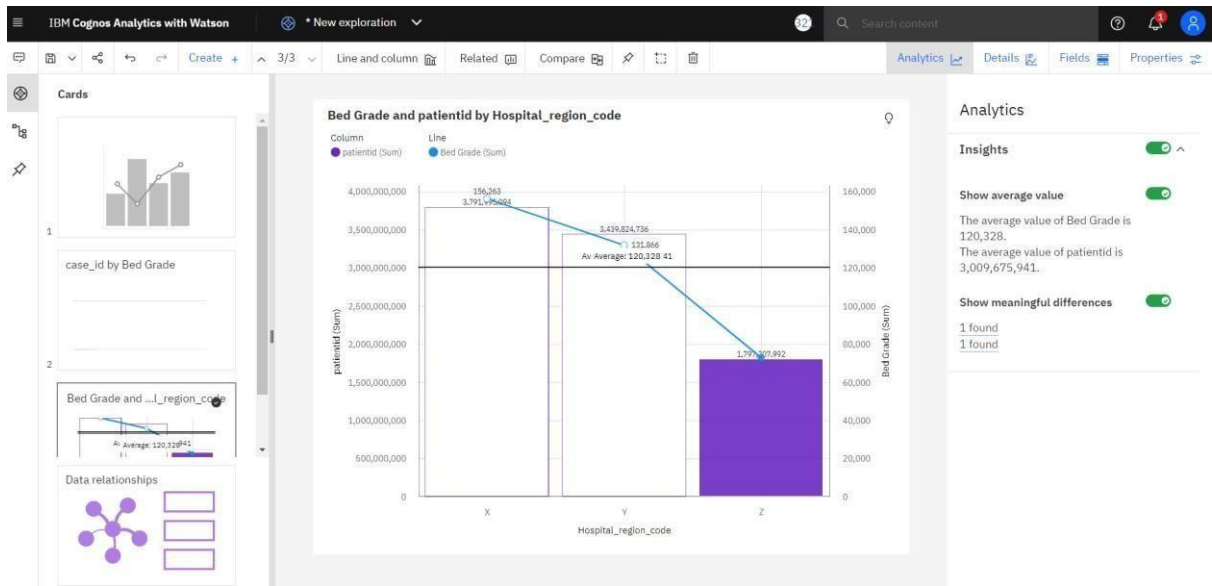 IBM Cognos Analytics with Watson
* New exploration
32
Search content
1
Create +
3/3
Line and column
Related
Compare
Analytics
Details
Fields
Properties
Cards
1
case_id by Bed Grade
2
Bed Grade and ...l_region_code
Average: 120,328
941
Data relationships
Bed Grade and patientid by Hospital_region_code
Column
Line
patientid (Sum)
Bed Grade (Sum)
patientid (Sum)
4,000,000,000
3,500,000,000
3,000,000,000
2,500,000,000
2,000,000,000
1,500,000,000
1,000,000,000
500,000,000
0
156,263
3,439,824,736
131,866
Av Average: 120,328 41
160,000
140,000
120,000
100,000
80,000
60,000
40,000
20,000
0
Bed Grade (Sum)
X
Y
Z
Hospital_region_code
Analytics
Insights
Show average value
The average value of Bed Grade is
120,328.
The average value of patientid is
3,009,675,941.
Show meaningful differences
1 found
1 found